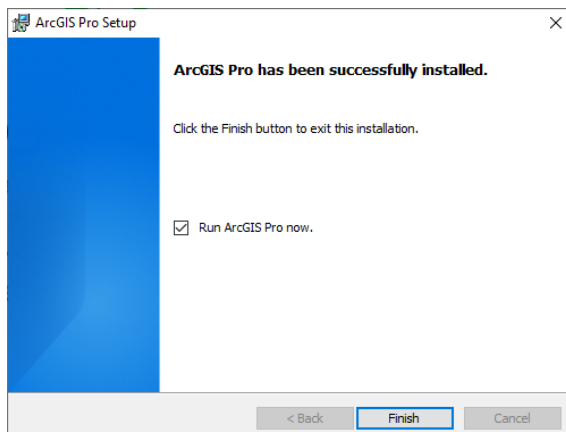 ArcGIS Pro Setup
ArcGIS Pro has been successfully installed.
Click the Finish button to exit this installation.
Run ArcGIS Pro now.
< Back Finish Cancel